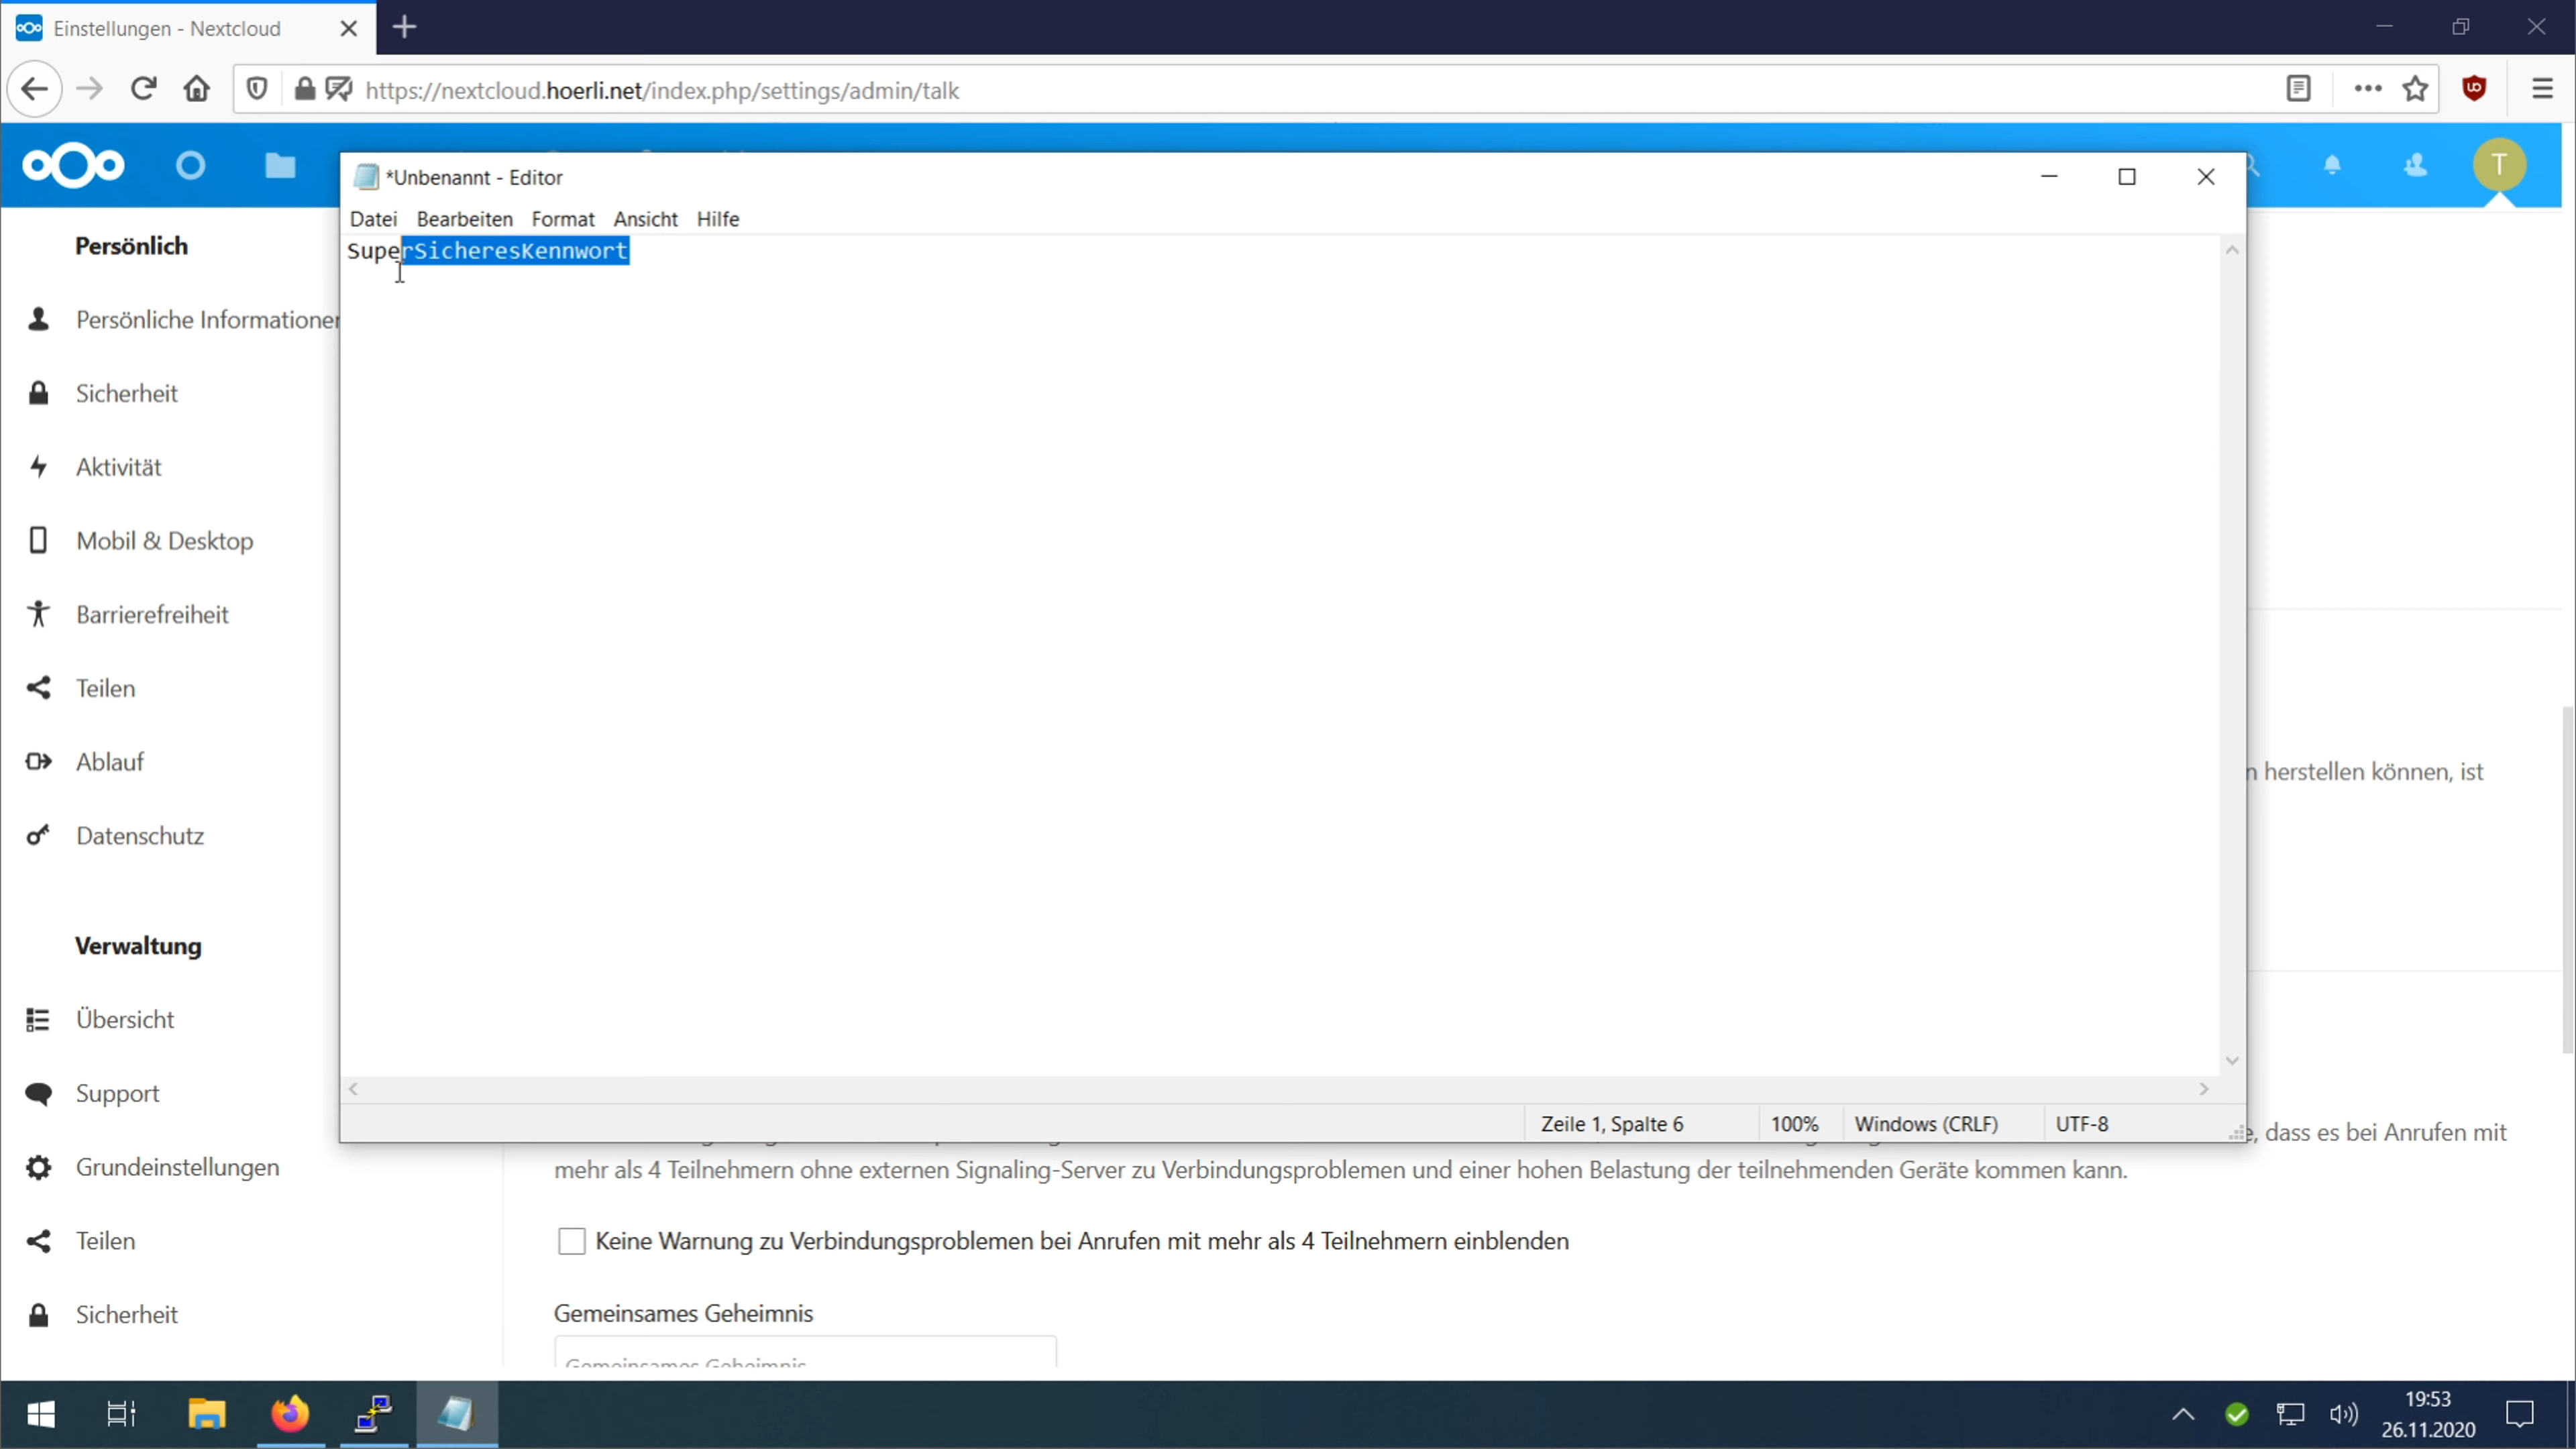 Einstellungen - Nextcloud
https://nextcloud.hoerli.net/index.php/settings/admin/talk
T
*Unbenannt - Editor
Datei Bearbeiten Format Ansicht Hilfe
SuperSicheresKennwort
Persönlich
Persönliche Informationen
Sicherheit
Aktivität
Mobil & Desktop
Barrierefreiheit
Teilen
Ablauf
Datenschutz
Verwaltung
Übersicht
Support
Grundeinstellungen
Teilen
Sicherheit
n herstellen können, ist
Zeile 1, Spalte 6 100% Windows (CRLF) UTF-8
, dass es bei Anrufen mit
mehr als 4 Teilnehmern ohne externen Signaling-Server zu Verbindungsproblemen und einer hohen Belastung der teilnehmenden Geräte kommen kann.
Keine Warnung zu Verbindungsproblemen bei Anrufen mit mehr als 4 Teilnehmern einblenden
Gemeinsames Geheimnis
Gemeinsames Geheimnis
19:53
26.11.2020